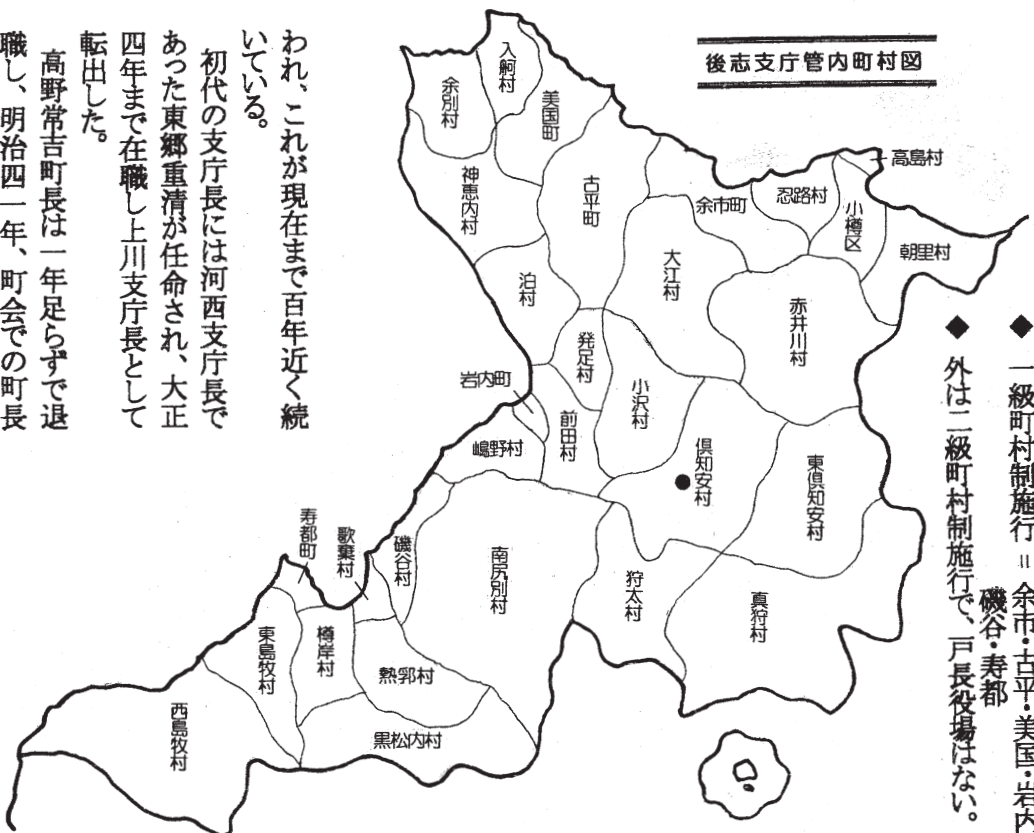 後志支庁管内町村図
◆ 一級町村制施行＝余市・古平・美国・岩内
磯谷・寿都
◆ 外は二級町村制施行で、戸長役場はない。
入舸村
余別村
美国町
神恵内村
古平町
余市町
忍路村
高島村
小樽区
朝里村
泊村
大江村
赤井川村
発足村
岩内町
小沢村
前田村
嶋野村
倶知安村
東倶知安村
寿都町
歌棄村
磯谷村
南尻別村
狩太村
真狩村
東島牧村
樽岸村
熱郛村
西島牧村
黒松内村
われ、これが現在まで百年近く続
いている。
初代の支庁長には河西支庁長で
あった東郷重清が任命され、大正
四年まで在職し上川支庁長として
転出した。
高野常吉町長は一年足らずで退
職し、明治四一年、町会での町長